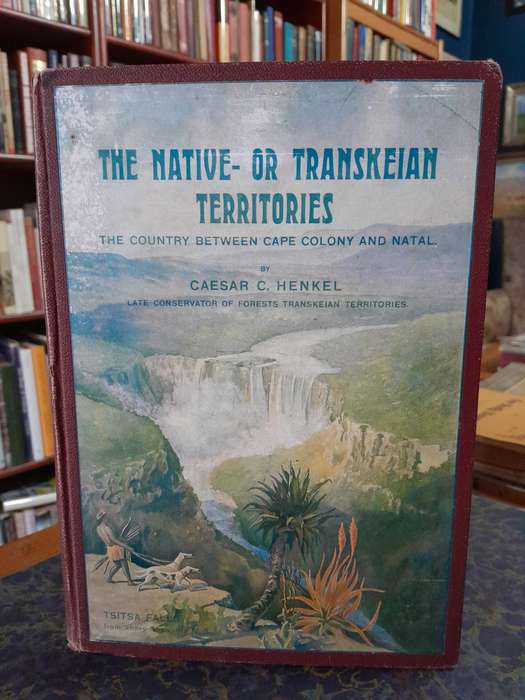 THE NATIVE- OR TRANSKEIAN
TERRITORIES
THE COUNTRY BETWEEN CAPE COLONY AND NATAL.
BY
CAESAR C. HENKEL
LATE CONSERVATOR OF FORESTS TRANSKEIAN TERRITORIES.
TSITSA FALLS